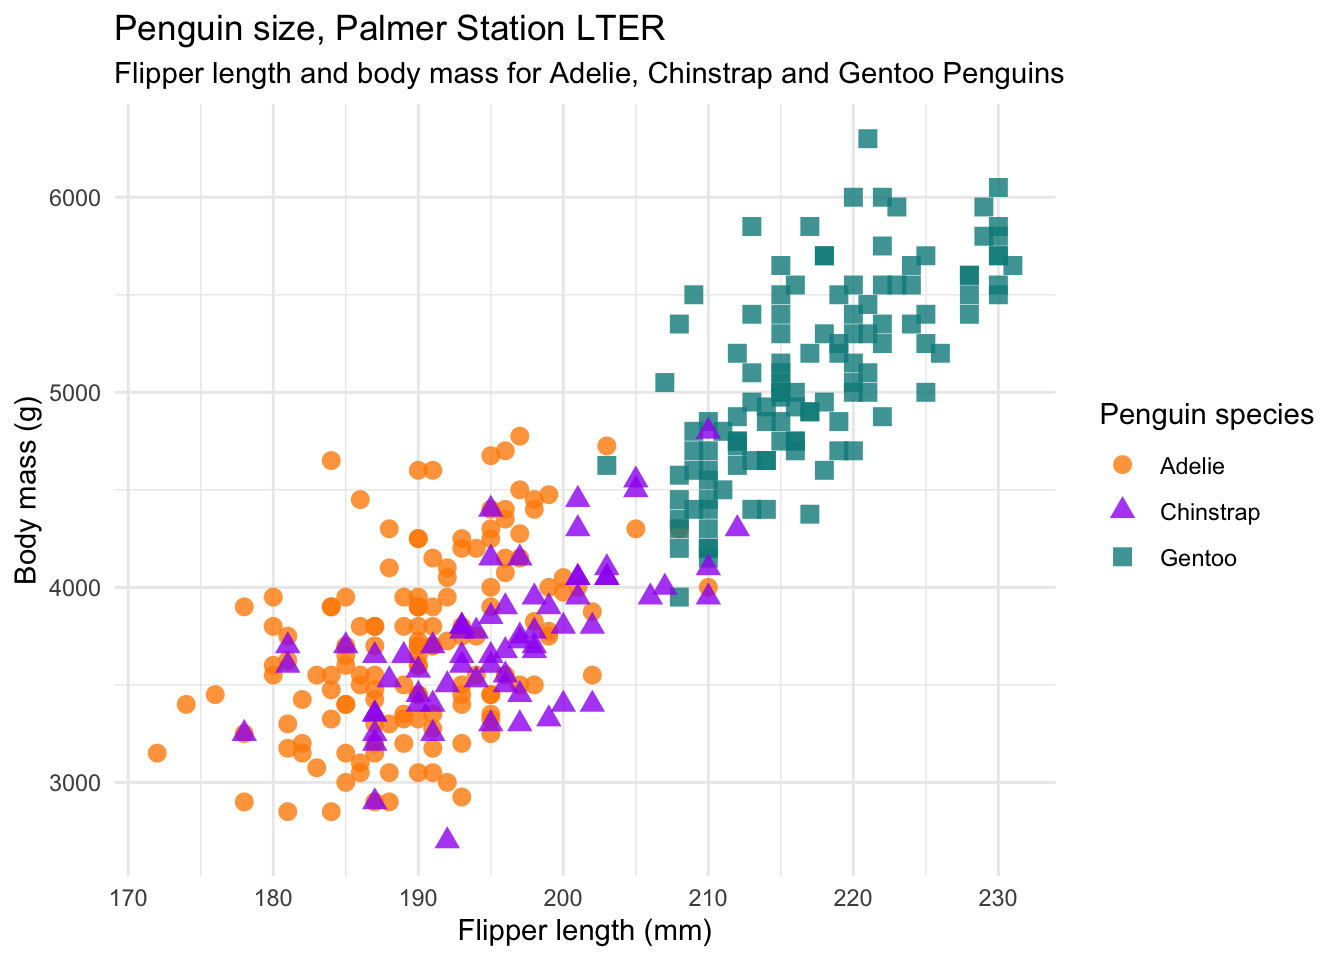 Penguin size, Palmer Station LTER
Flipper length and body mass for Adelie, Chinstrap and Gentoo Penguins
6000
5000
4000
3000
Body mass (g)
170 180 190 200 210 220 230
Flipper length (mm)
Penguin species
Adelie
Chinstrap
Gentoo